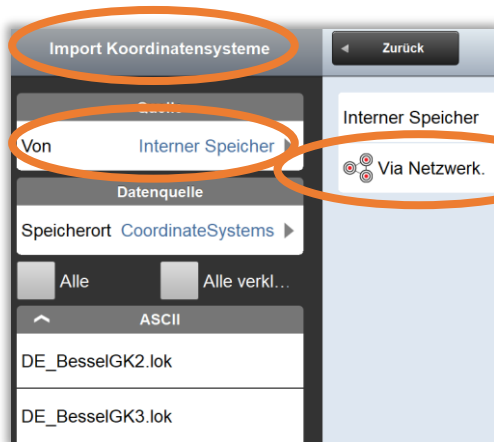 Import Koordinatensysteme
Zurück
Quelle
Von Interner Speicher
Datenquelle
Speicherort CoordinateSystems
Alle Alle verkl...
ASCII
DE_BesselGK2.lok
DE_BesselGK3.lok
Interner Speicher
Via Netzwerk.